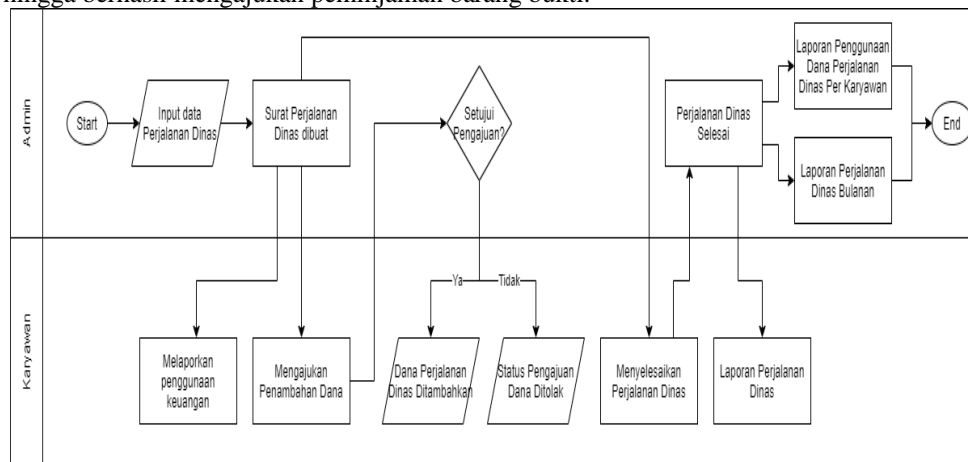 hingga berhasil mengajukan peminjaman barang bukti.
Admin
Start
Input data
Perjalanan Dinas
Surat Perjalanan
Dinas dibuat
Setujui
Pengajuan?
Perjalanan Dinas
Selesai
Laporan Penggunaan
Dana Perjalanan
Dinas Per Karyawan
Laporan Perjalanan
Dinas Bulanan
End
Karyawan
Ya
Tidak
Melaporkan
penggunaan
keuangan
Mengajukan
Penambahan Dana
Dana Perjalanan
Dinas Ditambahkan
Status Pengajuan
Dana Ditolak
Menyelesaikan
Perjalanan Dinas
Laporan Perjalanan
Dinas